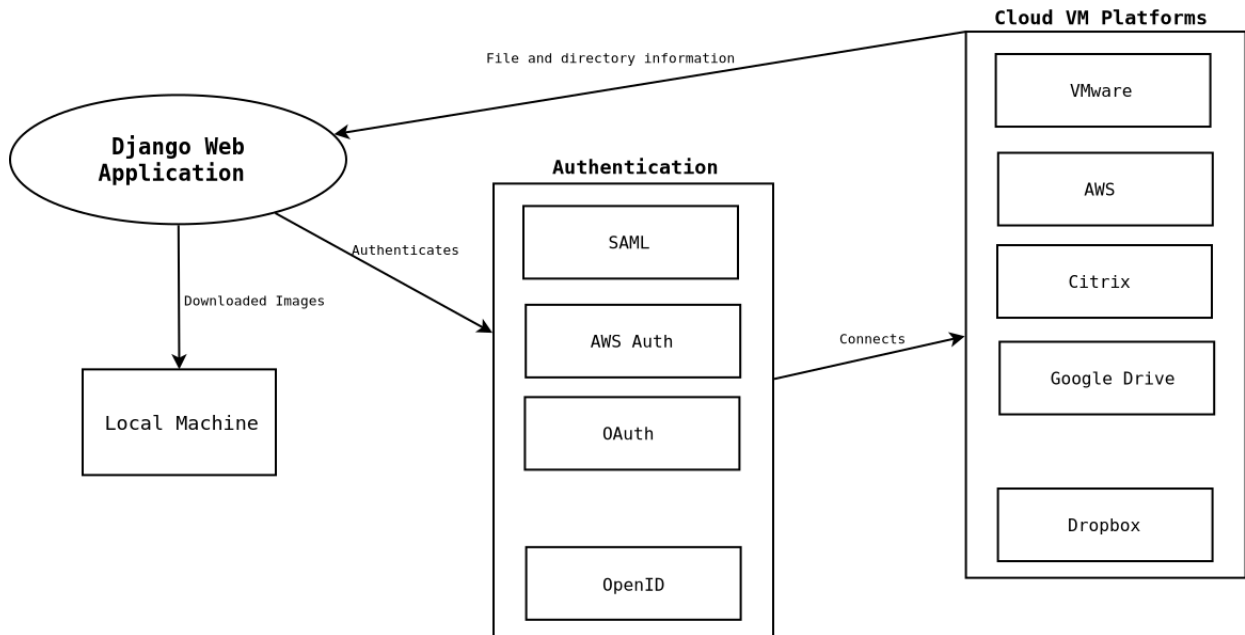 Cloud VM Platforms
File and directory information
VMware
Django Web
Application
Authentication
AWS
SAML
Authenticates
Citrix
Downloaded Images
AWS Auth
Connects
Google Drive
Local Machine
OAuth
Dropbox
OpenID